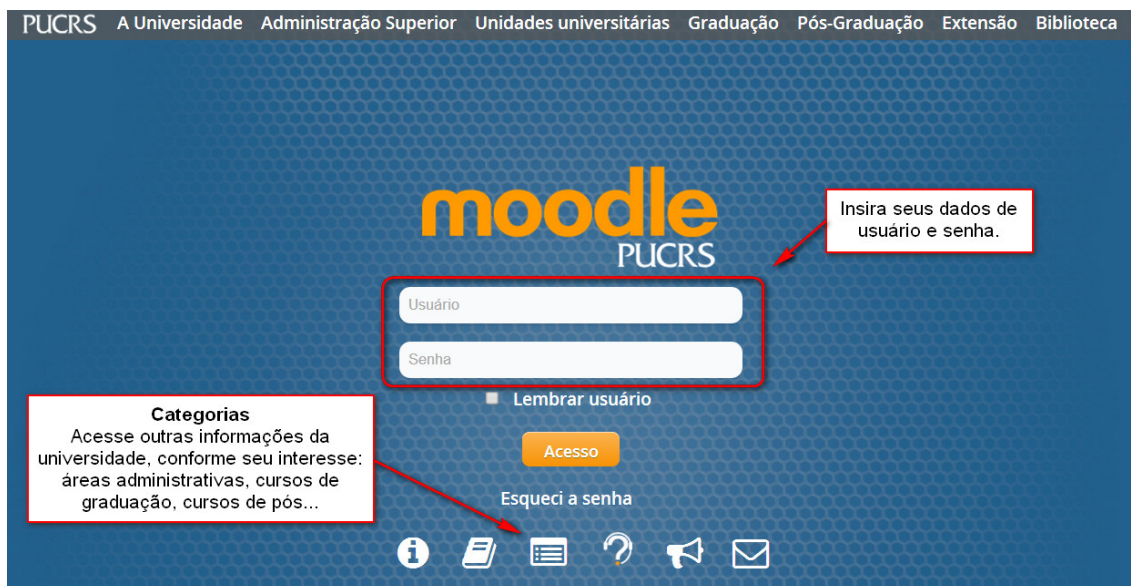 PUCRS A Universidade Administração Superior Unidades universitárias Graduação Pós-Graduação Extensão Biblioteca
moodle
PUCRS
Insira seus dados de
usuário e senha.
Usuário
Senha
Lembrar usuário
Categorias
Acesse outras informações da
universidade, conforme seu interesse:
áreas administrativas, cursos de
graduação, cursos de pós...
Acesso
Esqueci a senha